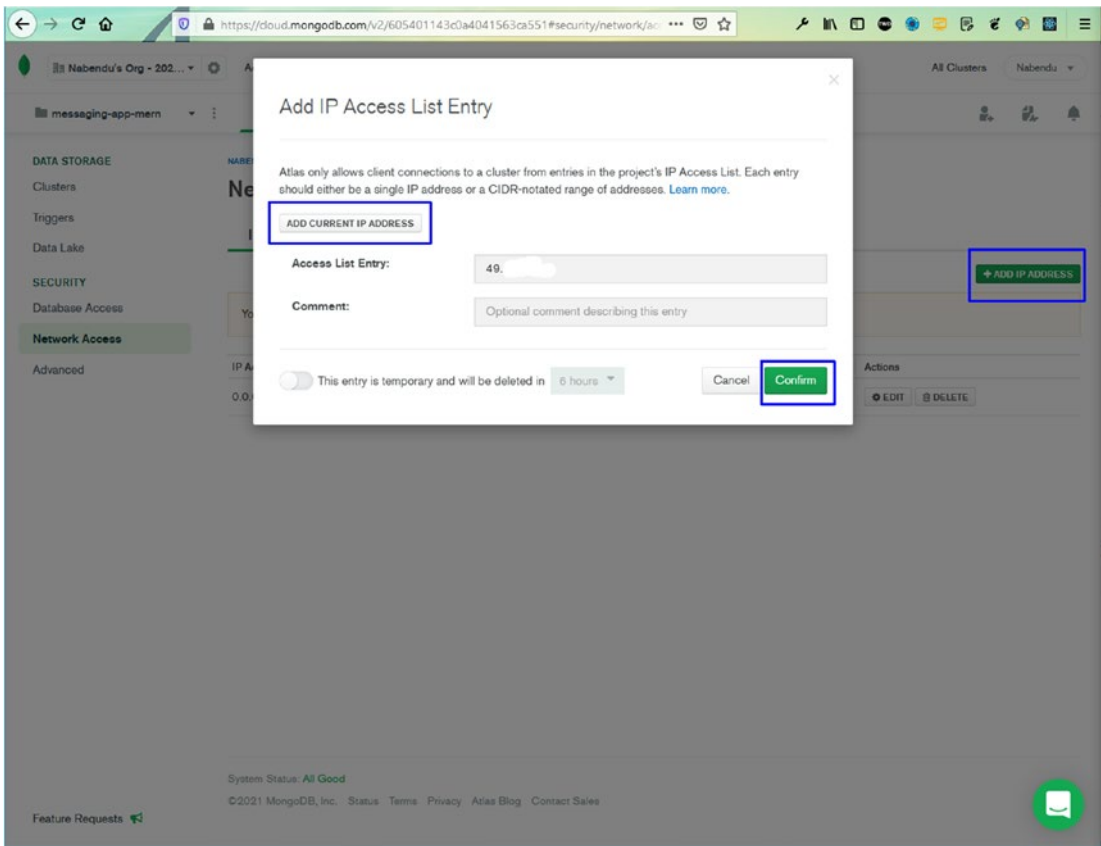 https://cloud.mongodb.com/v2/605401143c0a4041563ca551#security/network/ac
Nabendu's Org - 202...
A
All Clusters
Nabendu
messaging-app-mern
Add IP Access List Entry
DATA STORAGE
Clusters
Triggers
Data Lake
SECURITY
Database Access
Network Access
Advanced
NABE
Ne
I
Atlas only allows client connections to a cluster from entries in the project's IP Access List. Each entry
should either be a single IP address or a CIDR-notated range of addresses. Learn more.
ADD CURRENT IP ADDRESS
Access List Entry: 49.
Comment: Optional comment describing this entry
+ ADD IP ADDRESS
Yo
This entry is temporary and will be deleted in 6 hours
Cancel Confirm
IP A
Actions
0.0.
EDIT DELETE
System Status: All Good
©2021 MongoDB, Inc. Status Terms Privacy Atlas Blog Contact Sales
Feature Requests